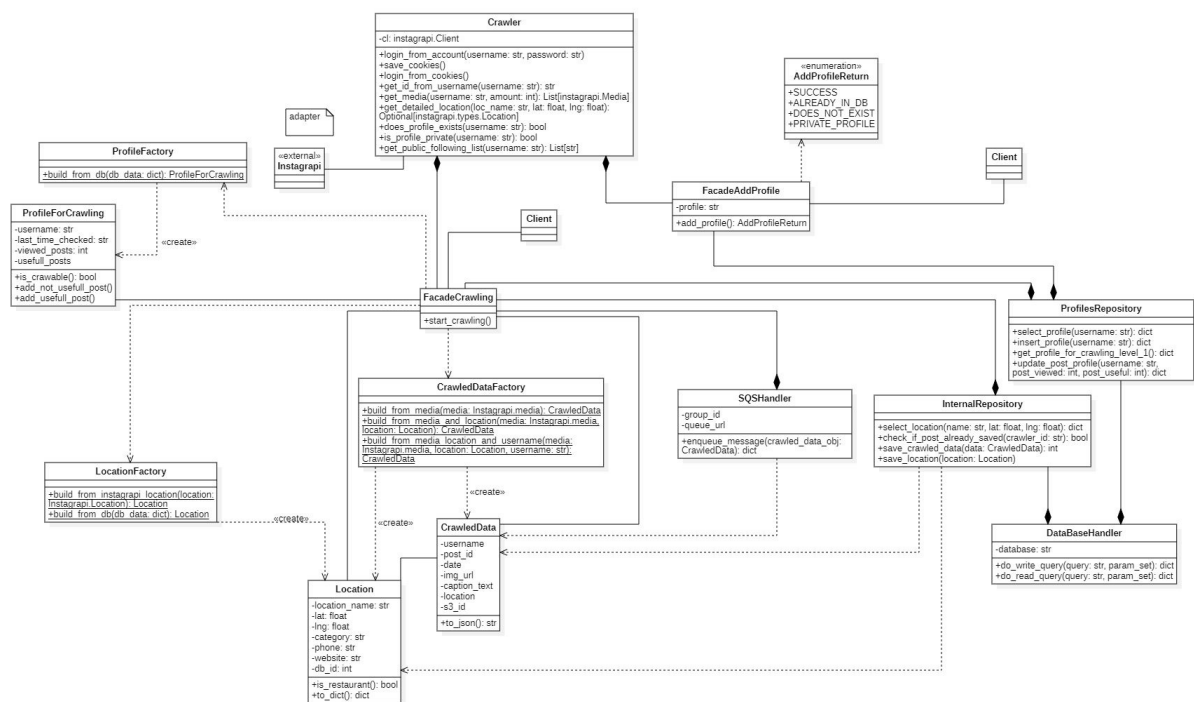 Crawler
-cl: instagrapi.Client
+login_from_account(username: str, password: str)
+save_cookies()
+login_from_cookies()
+get_id_from_username(username: str): str
+get_media(username: str, amount: int): List[instagrapi.Media]
+get_detailed_location(loc_name: str, lat: float, lng: float):
Optional[instagrapi.types.Location]
+does_profile_exists(username: str): bool
+is_profile_private(username: str): bool
+get_public_following_list(username: str): List[str]
«enumeration»
AddProfileReturn
+SUCCESS
+ALREADY_IN_DB
+DOES_NOT_EXIST
+PRIVATE_PROFILE
adapter
«external»
Instagrapi
ProfileFactory
+build_from_db(db_data: dict): ProfileForCrawling
Client
FacadeAddProfile
-profile: str
+add_profile(): AddProfileReturn
ProfileForCrawling
-username: str
-last_time_checked: str
-viewed_posts: int
-usefull_posts
+is_crawable(): bool
+add_not_usefull_post()
+add_usefull_post()
«create»
Client
FacadeCrawling
+start_crawling()
ProfilesRepository
+select_profile(username: str): dict
+insert_profile(username: str): dict
+get_profile_for_crawling_level_1(): dict
+update_post_profile(username: str,
post_viewed: int, post_useful: int): dict
CrawledDataFactory
+build_from_media(media: Instagrapi.media): CrawledData
+build_from_media_and_location(media: Instagrapi.media,
location: Location): CrawledData
+build_from_media_location_and_username(media:
Instagrapi.media, location: Location, username: str):
CrawledData
SQSHandler
-group_id
-queue_url
+enqueue_message(crawled_data_obj:
CrawledData): dict
InternalRepository
+select_location(name: str, lat: float, lng: float): dict
+check_if_post_already_saved(crawler_id: str): bool
+save_crawled_data(data: CrawledData): int
+save_location(location: Location)
LocationFactory
+build_from_instagrapi_location(location:
Instagrapi.Location): Location
+build_from_db(db_data: dict): Location
«create»
«create»
«create»
CrawledData
-username
-post_id
-date
-img_url
-caption_text
-location
-s3_id
+to_json(): str
DataBaseHandler
-database: str
+do_write_query(query: str, param_set): dict
+do_read_query(query: str, param_set): dict
Location
-location_name: str
-lat: float
-lng: float
-category: str
-phone: str
-website: str
-db_id: int
+is_restaurant(): bool
+to_dict(): dict